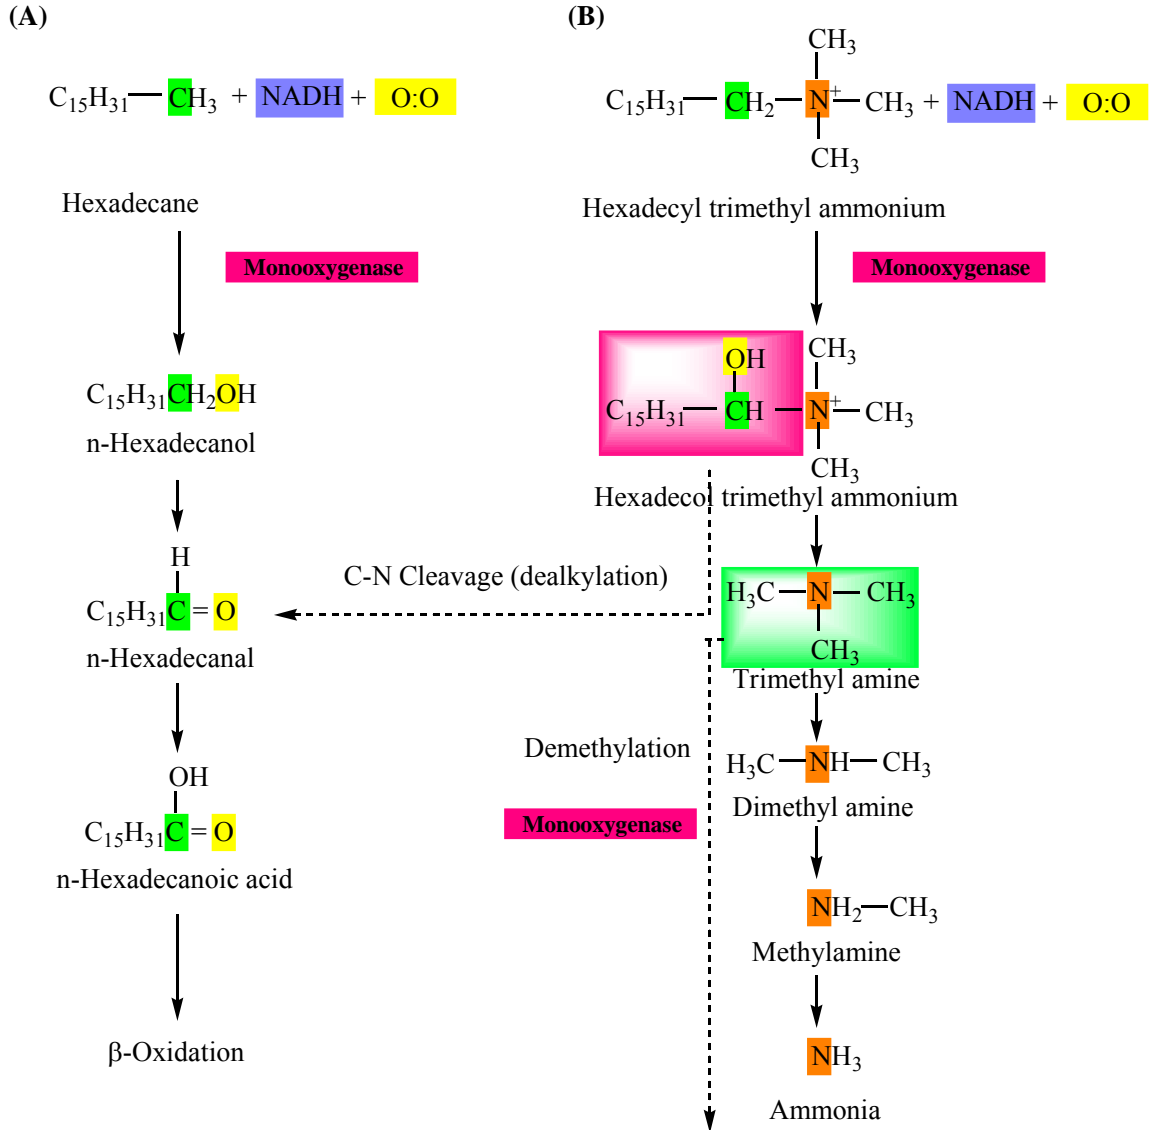 (A)
C₁₅H₃₁—CH₃ + NADH + O:O
Hexadecane
Monooxygenase
C₁₅H₃₁CH₂OH
n-Hexadecanol
H
C₁₅H₃₁C=O
n-Hexadecanal
OH
C₁₅H₃₁C=O
n-Hexadecanoic acid
β-Oxidation
C-N Cleavage (dealkylation)
(B)
CH₃
C₁₅H₃₁—CH₂—N⁺—CH₃ + NADH + O:O
CH₃
Hexadecyl trimethyl ammonium
Monooxygenase
OH CH₃
C₁₅H₃₁—CH—N⁺—CH₃
CH₃
Hexadecol trimethyl ammonium
H₃C—N—CH₃
CH₃
Trimethyl amine
Demethylation
Monooxygenase
H₃C—NH—CH₃
Dimethyl amine
NH₂—CH₃
Methylamine
NH₃
Ammonia